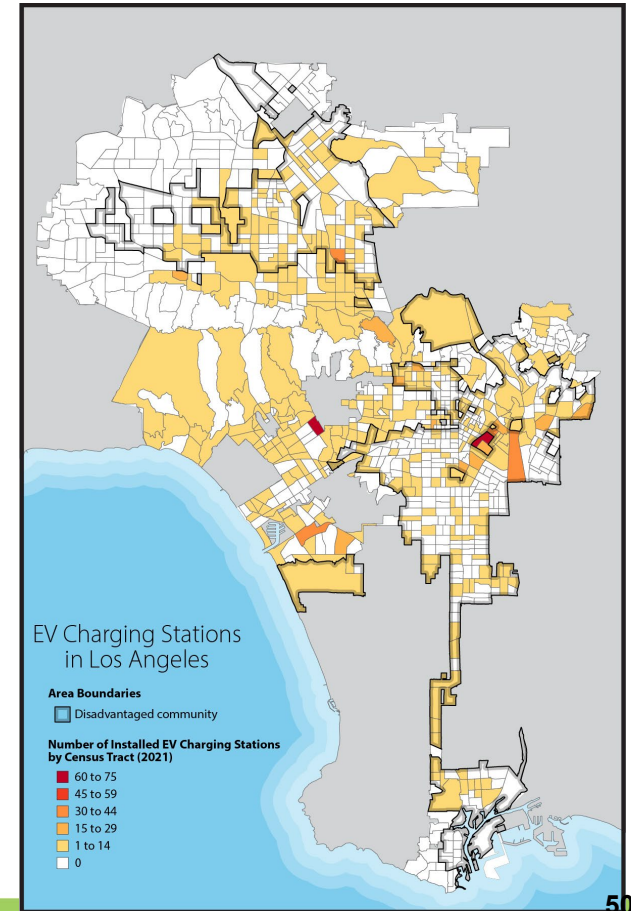 EV Charging Stations
in Los Angeles
Area Boundaries
Disadvantaged community
Number of Installed EV Charging Stations
by Census Tract (2021)
60 to 75
45 to 59
30 to 44
15 to 29
1 to 14
0
50